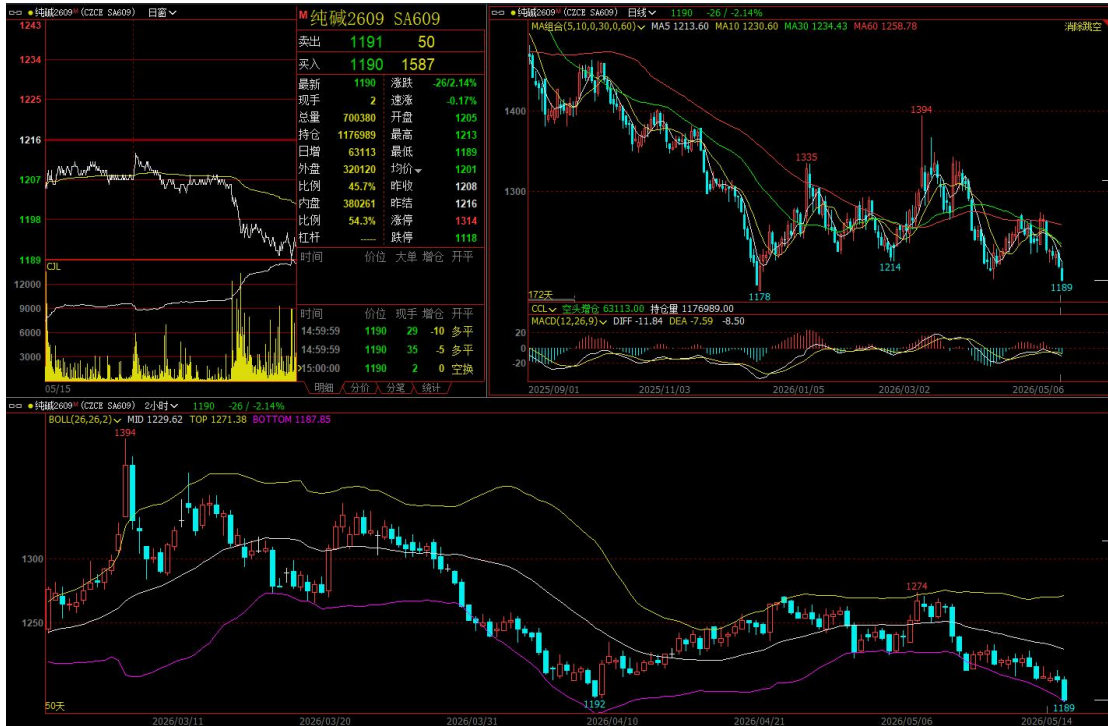 纯碱2609ᴹ (CZCE SA609) 日窗
1243
1234
1225
1216
1207
1198
1189
CJL
12000
9000
6000
3000
05/15
M 纯碱2609 SA609
卖出 1191 50
买入 1190 1587
最新 1190 涨跌 -26/2.14%
现手 2 速涨 -0.17%
总量 700380 开盘 1205
持仓 1176989 最高 1213
日增 63113 最低 1189
外盘 320120 均价 1201
比例 45.7% 昨收 1208
内盘 380261 昨结 1216
比例 54.3% 涨停 1314
杠杆 ---- 跌停 1118
时间 价位 大单 增仓 开平
时间 价位 现手 增仓 开平
14:59:59 1190 29 -10 多平
14:59:59 1190 35 -5 多平
15:00:00 1190 2 0 空换
明细 分价 分笔 统计
纯碱2609ᴹ (CZCE SA609) 日线 1190 -26 / -2.14%
MA组合(5,10,0,30,0,60) MA5 1213.60 MA10 1230.60 MA30 1234.43 MA60 1258.78 消除跳空
1400
1300
1394
1335
1214
1178
1189
172天
CCL 空头增仓 63113.00 持仓量 1176989.00
MACD(12,26,9) DIFF -11.84 DEA -7.59 -8.50
20
0
-20
2025/09/01 2025/11/03 2026/01/05 2026/03/02 2026/05/06
纯碱2609ᴹ (CZCE SA609) 2小时 1190 -26 / -2.14%
BOLL(26,26,2) MID 1229.62 TOP 1271.38 BOTTOM 1187.85
1394
1300
1274
1250
1192
1189
50天
2026/03/11 2026/03/20 2026/03/31 2026/04/10 2026/04/21 2026/05/06 2026/05/14